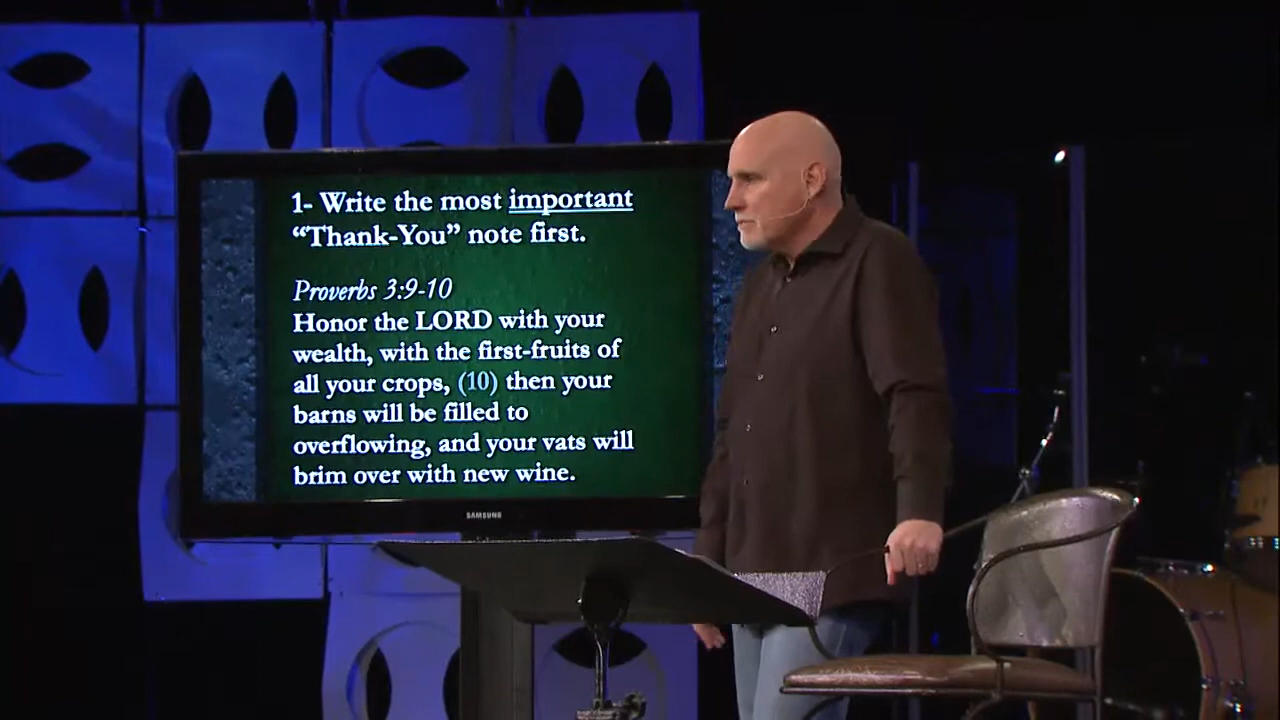 1- Write the most important
“Thank-You” note first.
Proverbs 3:9-10
Honor the LORD with your
wealth, with the first-fruits of
all your crops, (10) then your
barns will be filled to
overflowing, and your vats will
brim over with new wine.
SAMSUNG